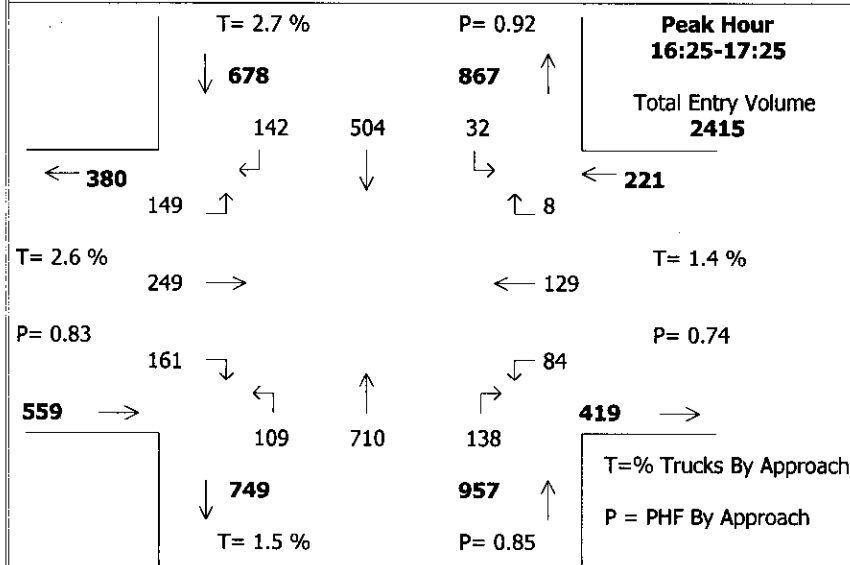 T= 2.7 % P= 0.92 Peak Hour
16:25-17:25
678 867
Total Entry Volume
142 504 32 2415
380 221
149 8
T= 2.6 % T= 1.4 %
249 129
P= 0.83 P= 0.74
161 84
559 419
109 710 138
T=% Trucks By Approach
749 957
P = PHF By Approach
T= 1.5 % P= 0.85